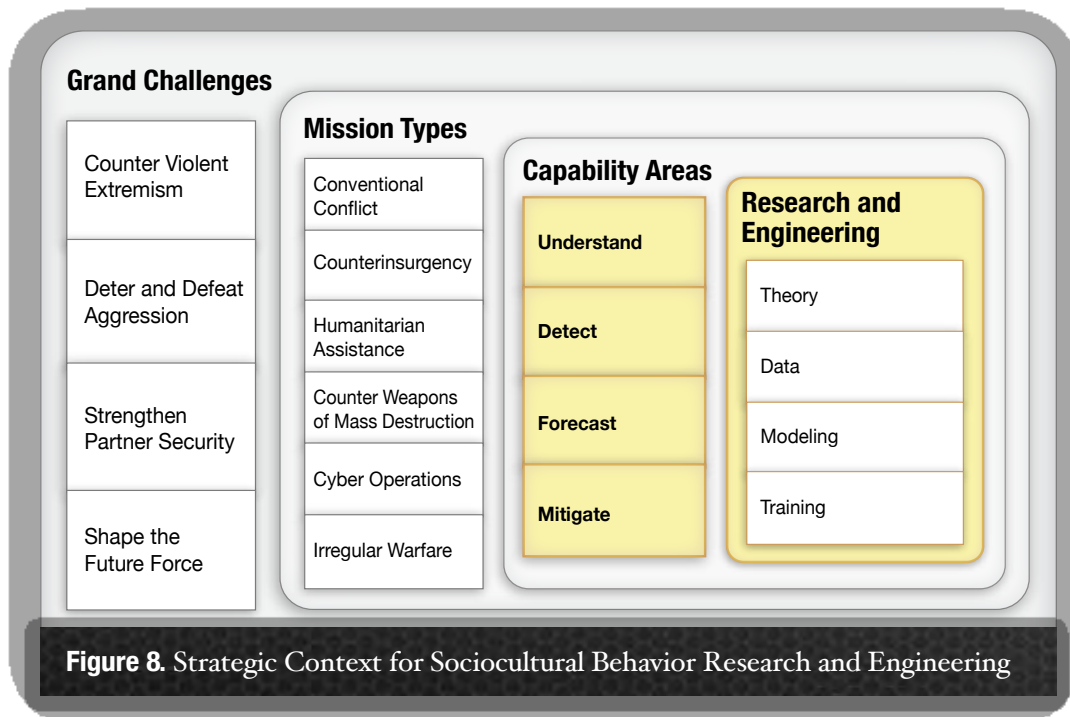 Grand Challenges
Counter Violent
Extremism
Deter and Defeat
Aggression
Strengthen
Partner Security
Shape the
Future Force
Mission Types
Conventional
Conflict
Counterinsurgency
Humanitarian
Assistance
Counter Weapons
of Mass Destruction
Cyber Operations
Irregular Warfare
Capability Areas
Understand
Detect
Forecast
Mitigate
Research and
Engineering
Theory
Data
Modeling
Training
Figure 8. Strategic Context for Sociocultural Behavior Research and Engineering